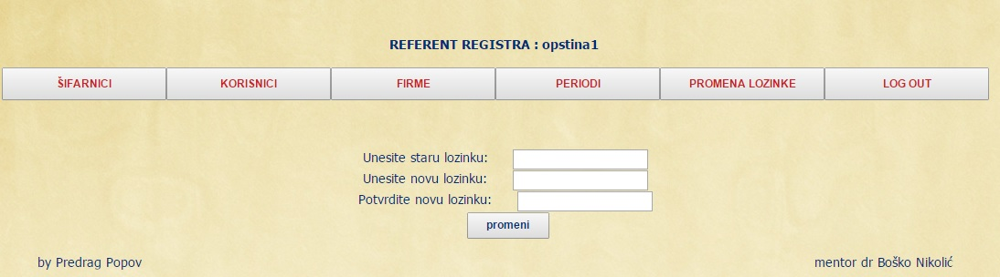 REFERENT REGISTRA : opstina1
ŠIFARNICI KORISNICI FIRME PERIODI PROMENA LOZINKE LOG OUT
Unesite staru lozinku:
Unesite novu lozinku:
Potvrdite novu lozinku:
promeni
by Predrag Popov mentor dr Boško Nikolić